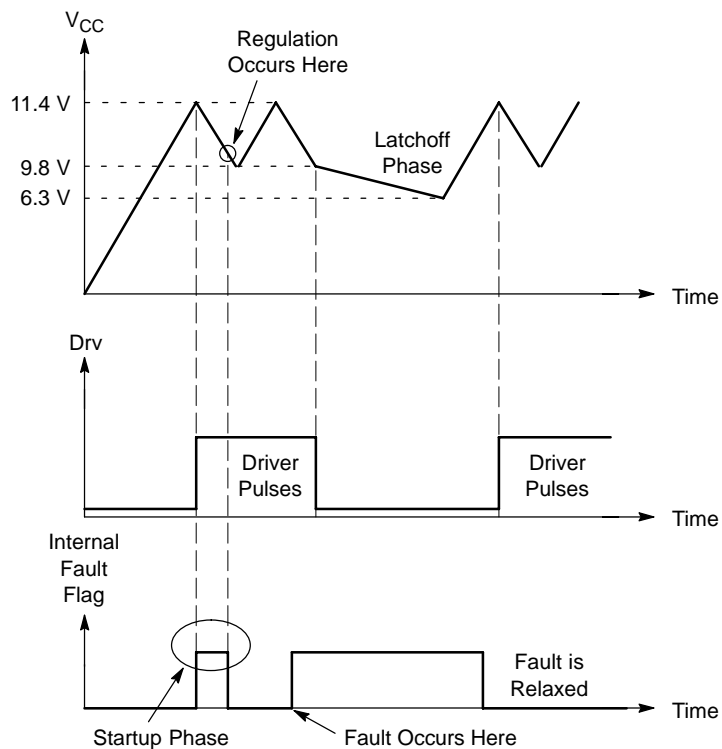 V_CC
Regulation
Occurs Here
11.4 V
Latchoff
Phase
9.8 V
6.3 V
Time
Drv
Driver
Pulses
Driver
Pulses
Time
Internal
Fault
Flag
Fault is
Relaxed
Time
Startup Phase
Fault Occurs Here